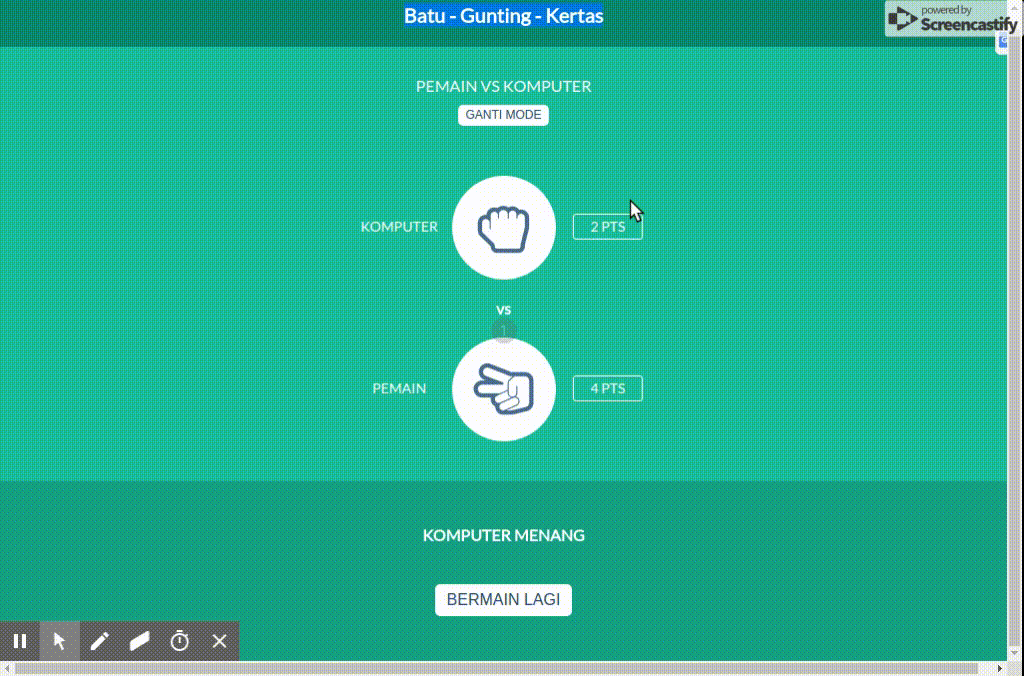 Batu - Gunting - Kertas
powered by
Screencastify
PEMAIN VS KOMPUTER
GANTI MODE
KOMPUTER
2 PTS
VS
1
PEMAIN
4 PTS
KOMPUTER MENANG
BERMAIN LAGI